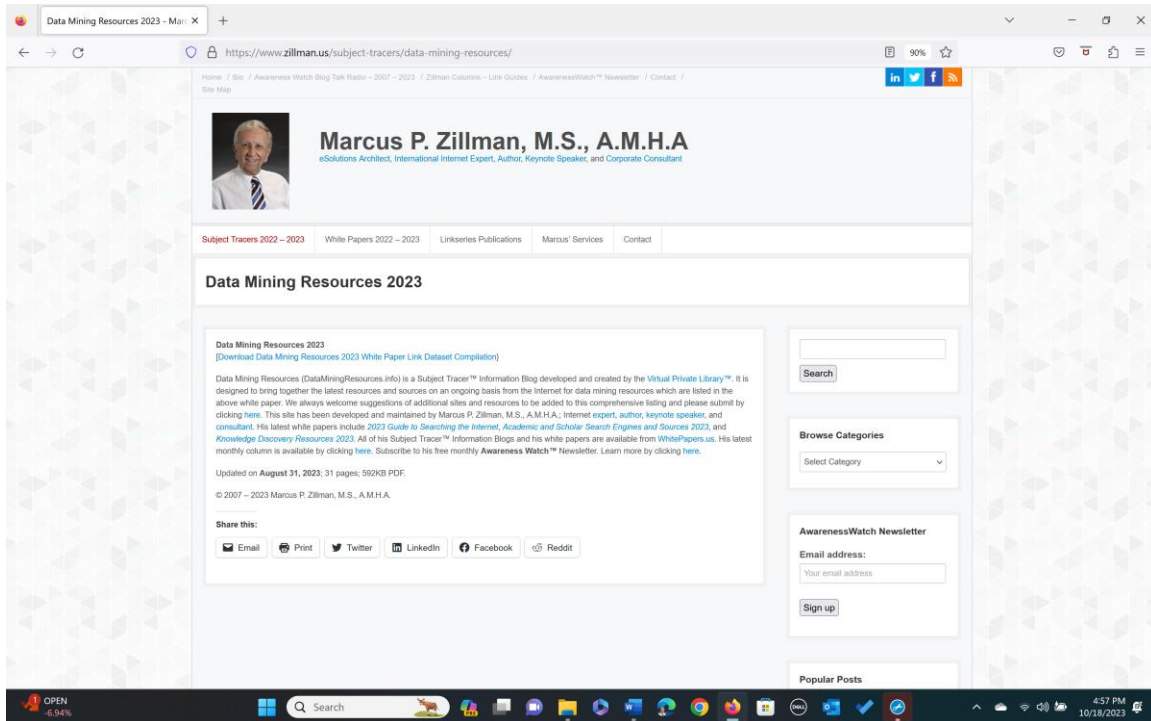 Data Mining Resources 2023 - Marc
https://www.zillman.us/subject-tracers/data-mining-resources/
90%
Home / Bio / Awareness Watch Blog Talk Radio – 2007 – 2023 / Zillman Columns – Link Guides / AwarenessWatch™ Newsletter / Contact /
Site Map
Marcus P. Zillman, M.S., A.M.H.A
eSolutions Architect, International Internet Expert, Author, Keynote Speaker, and Corporate Consultant
Subject Tracers 2022 – 2023
White Papers 2022 – 2023
Linkseries Publications
Marcus' Services
Contact
Data Mining Resources 2023
Data Mining Resources 2023
[Download Data Mining Resources 2023 White Paper Link Dataset Compilation}
Data Mining Resources (DataMiningResources.info) is a Subject Tracer™ Information Blog developed and created by the Virtual Private Library™. It is
designed to bring together the latest resources and sources on an ongoing basis from the Internet for data mining resources which are listed in the
above white paper. We always welcome suggestions of additional sites and resources to be added to this comprehensive listing and please submit by
clicking here. This site has been developed and maintained by Marcus P. Zillman, M.S., A.M.H.A.; Internet expert, author, keynote speaker, and
consultant. His latest white papers include 2023 Guide to Searching the Internet, Academic and Scholar Search Engines and Sources 2023, and
Knowledge Discovery Resources 2023. All of his Subject Tracer™ Information Blogs and his white papers are available from WhitePapers.us. His latest
monthly column is available by clicking here. Subscribe to his free monthly Awareness Watch™ Newsletter. Learn more by clicking here.
Updated on August 31, 2023; 31 pages; 592KB PDF.
© 2007 – 2023 Marcus P. Zillman, M.S., A.M.H.A.
Share this:
Email
Print
Twitter
LinkedIn
Facebook
Reddit
Search
Browse Categories
Select Category
AwarenessWatch Newsletter
Email address:
Your email address
Sign up
Popular Posts
1
OPEN
-6.94%
Search
DELL
4:57 PM
10/18/2023